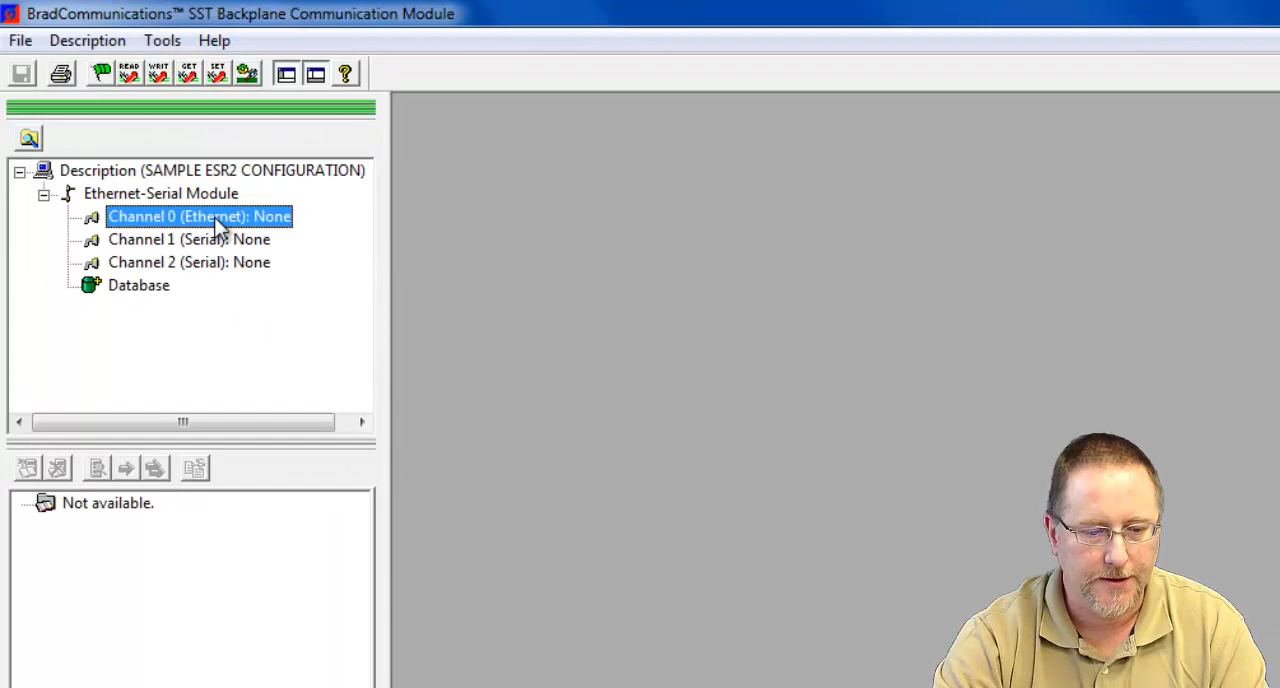 BradCommunications™ SST Backplane Communication Module
File Description Tools Help
READ WRIT GET SET ?
Description (SAMPLE ESR2 CONFIGURATION)
Ethernet-Serial Module
Channel 0 (Ethernet): None
Channel 1 (Serial): None
Channel 2 (Serial): None
Database
Not available.